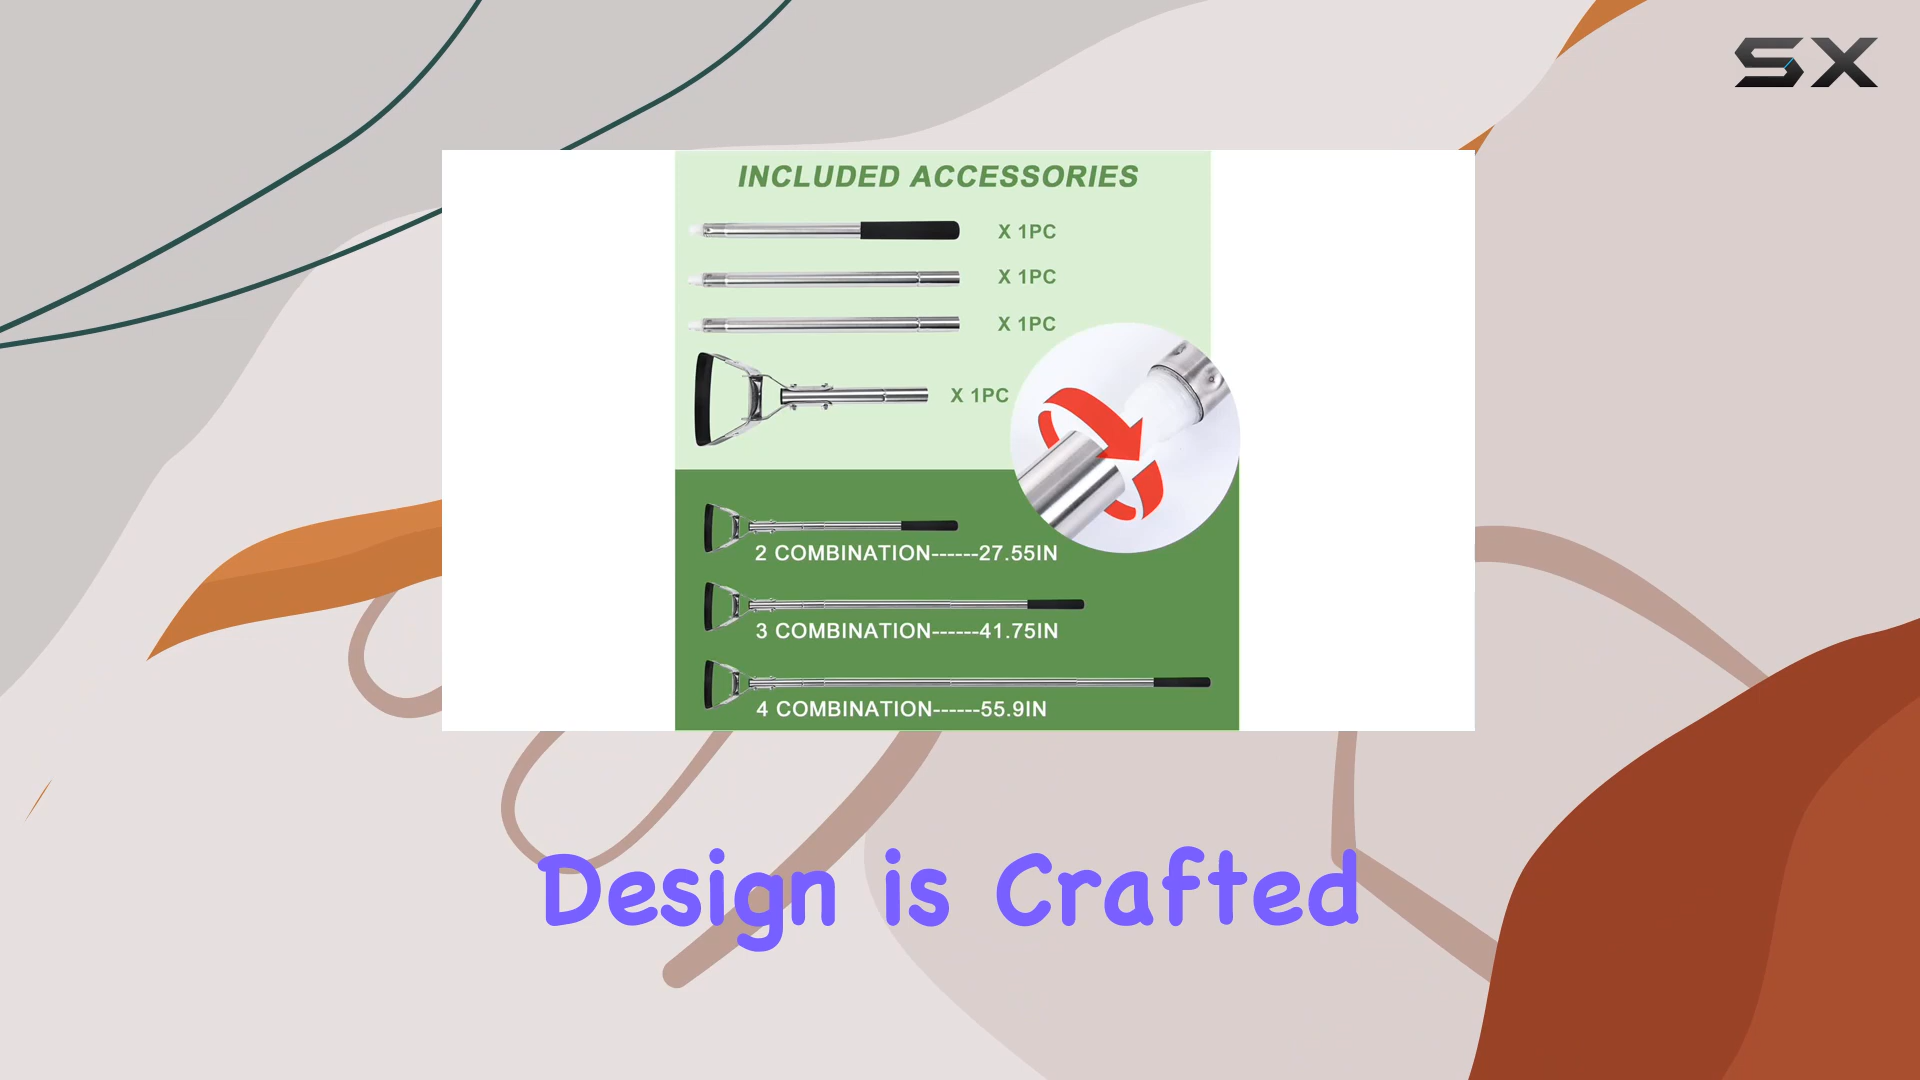 SX
INCLUDED ACCESSORIES
X 1PC
X 1PC
X 1PC
X 1PC
2 COMBINATION------27.55IN
3 COMBINATION------41.75IN
4 COMBINATION------55.9IN
Design is Crafted